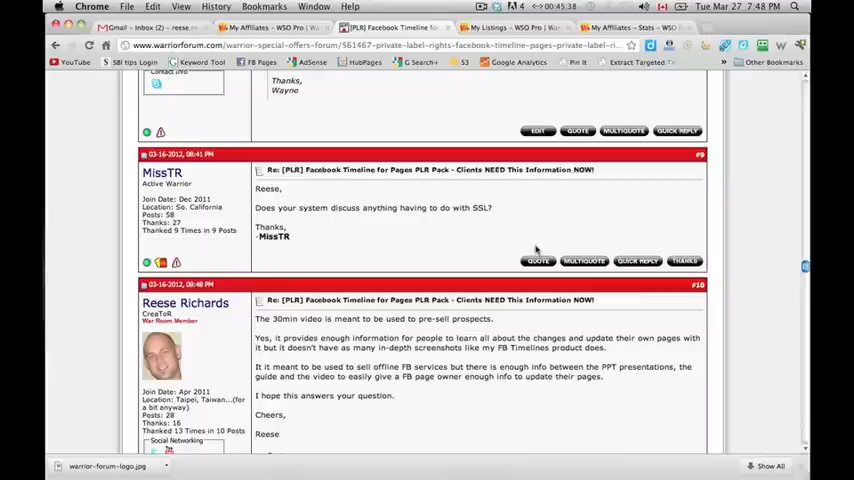 Chrome File Edit View History Bookmarks Window Help
4 00:45:38 Tue Mar 27 7:48 PM
Gmail – Inbox (2) – reese.r
My Affiliates – WSO Pro | W
[PLR] Facebook Timeline for
My Listings – WSO Pro | War
My Affiliates – Stats – WSO P
www.warriorforum.com/warrior-special-offers-forum/561467-private-label-rights-facebook-timeline-pages-private-label-ri...
YouTube SBI tips login Keyword Tool FB Pages AdSense HubPages G Search+ S3 Google Analytics Pin It Extract Targeted Other Bookmarks
Contact Info
Thanks,
Wayne
EDIT QUOTE MULTIQUOTE QUICK REPLY
03-16-2012, 08:41 PM #9
MissTR
Active Warrior
Join Date: Dec 2011
Location: So. California
Posts: 58
Thanks: 27
Thanked 9 Times in 9 Posts
Re: [PLR] Facebook Timeline for Pages PLR Pack - Clients NEED This Information NOW!
Reese,
Does your system discuss anything having to do with SSL?
Thanks,
-MissTR
QUOTE MULTIQUOTE QUICK REPLY THANKS
03-16-2012, 08:48 PM #10
Reese Richards
CreaToR
War Room Member
Join Date: Apr 2011
Location: Taipei, Taiwan...(for
a bit anyway)
Posts: 28
Thanks: 16
Thanked 13 Times in 10 Posts
Social Networking
Re: [PLR] Facebook Timeline for Pages PLR Pack - Clients NEED This Information NOW!
The 30min video is meant to be used to pre-sell prospects.
Yes, it provides enough information for people to learn all about the changes and update their own pages with
it but it doesn't have as many in-depth screenshots like my FB Timelines product does.
It it meant to be used to sell offline FB services but there is enough info between the PPT presentations, the
guide and the video to easily give a FB page owner enough info to update their pages.
I hope this answers your question.
Cheers,
Reese
warrior-forum-logo.jpg
Show All